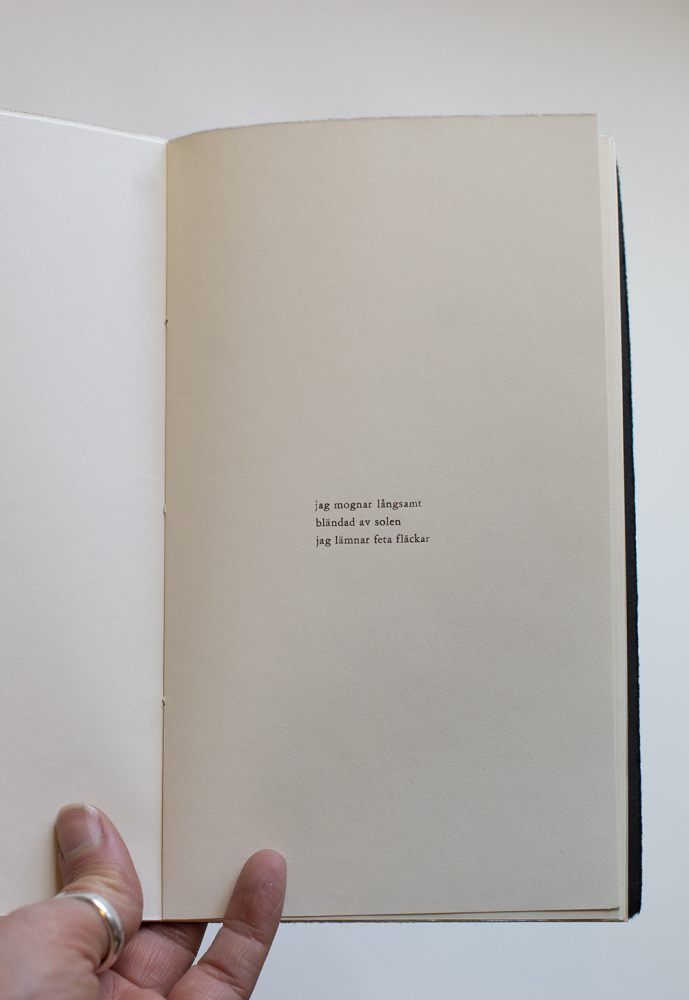 jag mognar långsamt
bländad av solen
jag lämnar feta fläckar